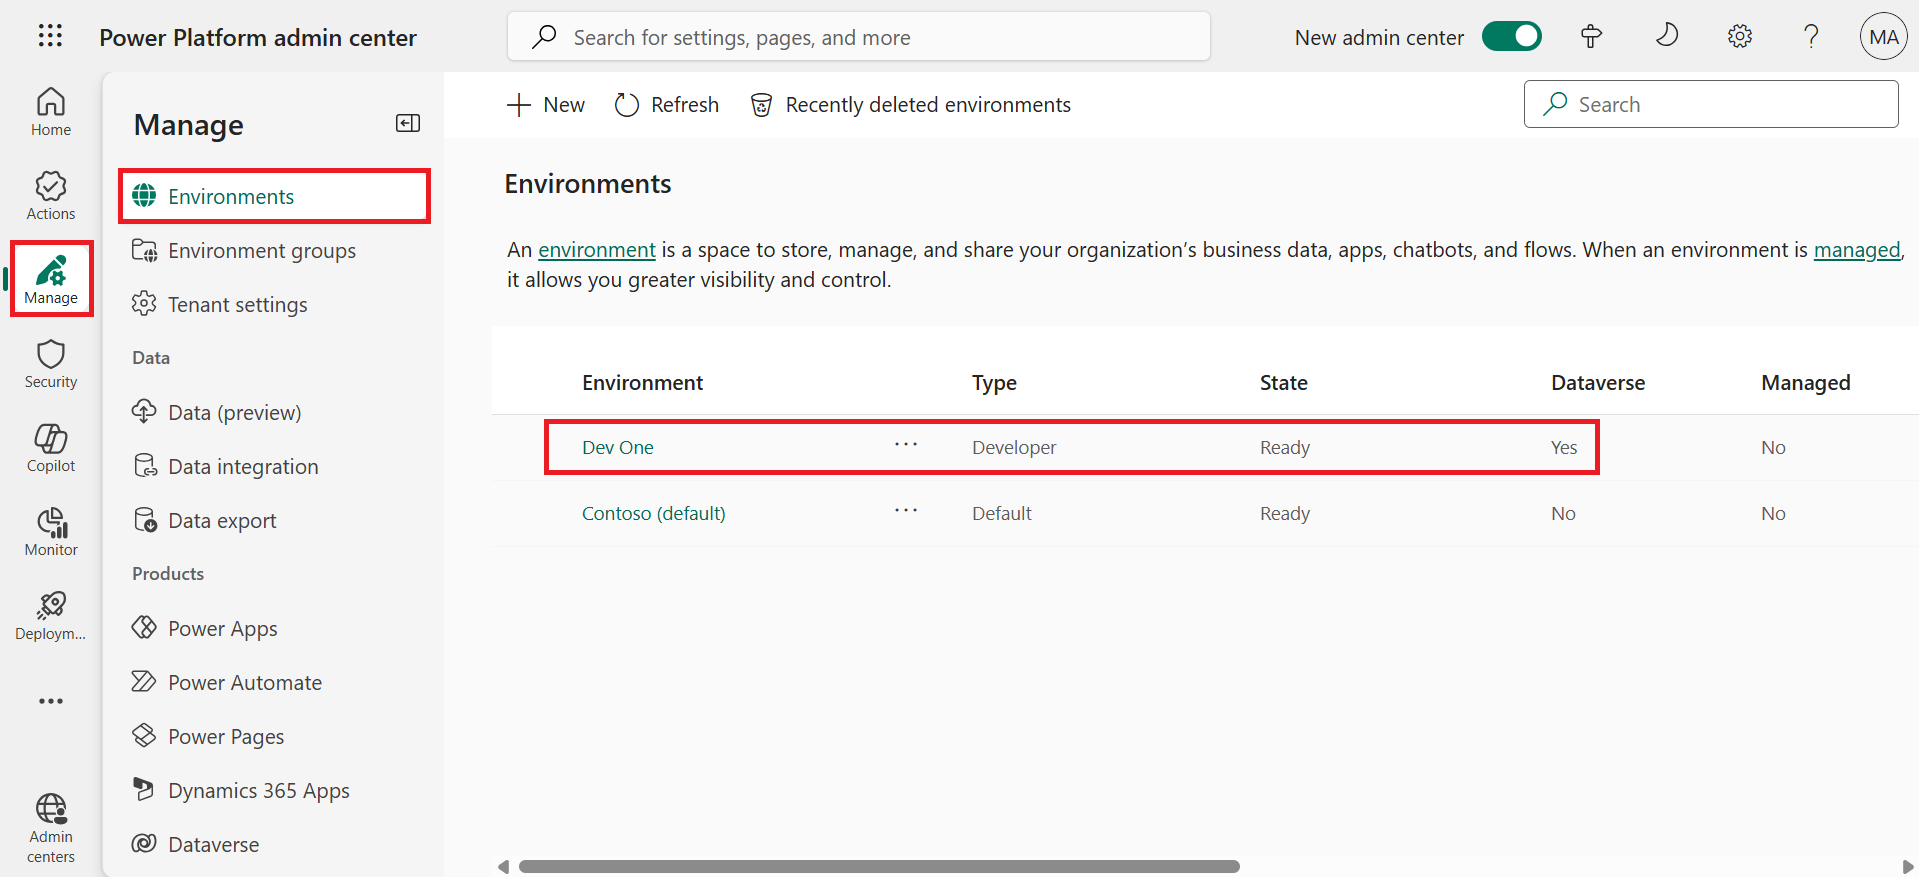 Power Platform admin center
Search for settings, pages, and more
New admin center
MA
Home
Actions
Manage
Security
Copilot
Monitor
Deploym...
Admin
centers
Manage
Environments
Environment groups
Tenant settings
Data
Data (preview)
Data integration
Data export
Products
Power Apps
Power Automate
Power Pages
Dynamics 365 Apps
Dataverse
New Refresh Recently deleted environments
Search
Environments
An environment is a space to store, manage, and share your organization's business data, apps, chatbots, and flows. When an environment is managed,
it allows you greater visibility and control.
Environment Type State Dataverse Managed
Dev One ... Developer Ready Yes No
Contoso (default) ... Default Ready No No